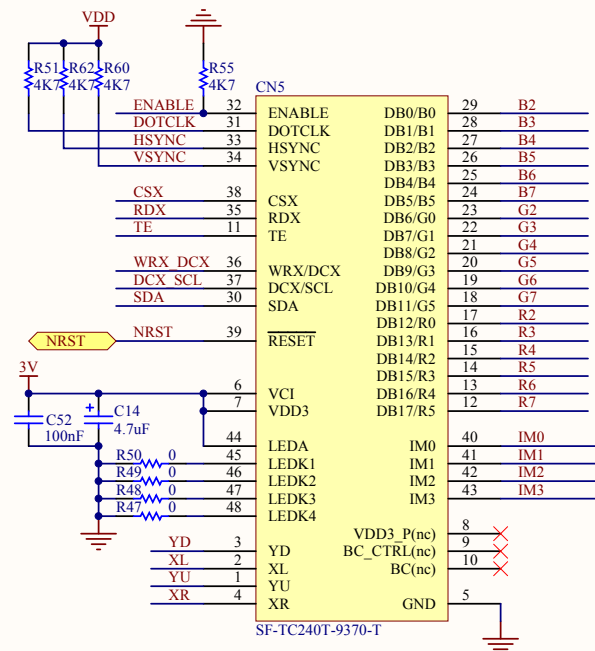 VDD
R51 R62 R60 R55
4K7 4K7 4K7 4K7
CN5
ENABLE 32 ENABLE DB0/B0 29 B2
DOTCLK 31 DOTCLK DB1/B1 28 B3
HSYNC 33 HSYNC DB2/B2 27 B4
VSYNC 34 VSYNC DB3/B3 26 B5
DB4/B4 25 B6
CSX 38 CSX DB5/B5 24 B7
RDX 35 RDX DB6/G0 23 G2
TE 11 TE DB7/G1 22 G3
DB8/G2 21 G4
WRX_DCX 36 WRX/DCX DB9/G3 20 G5
DCX_SCL 37 DCX/SCL DB10/G4 19 G6
SDA 30 SDA DB11/G5 18 G7
DB12/R0 17 R2
NRST NRST 39 RESET DB13/R1 16 R3
DB14/R2 15 R4
3V DB15/R3 14 R5
6 VCI DB16/R4 13 R6
C52 C14 7 VDD3 DB17/R5 12 R7
100nF 4.7uF
44 LEDA IM0 40 IM0
R50 0 45 LEDK1 IM1 41 IM1
R49 0 46 LEDK2 IM2 42 IM2
R48 0 47 LEDK3 IM3 43 IM3
R47 0 48 LEDK4
VDD3_P(nc) 8
YD 3 YD BC_CTRL(nc) 9
XL 2 XL BC(nc) 10
YU 1 YU
XR 4 XR GND 5
SF-TC240T-9370-T